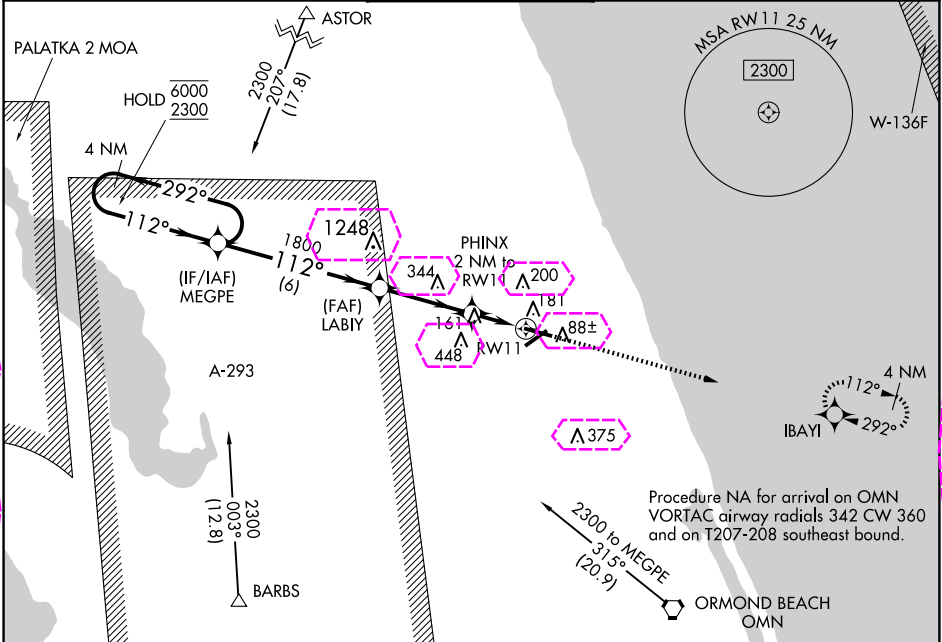 ASTOR
PALATKA 2 MOA
2300
207°
(17.8)
HOLD 6000
2300
4 NM
292°
112°
MSA RW11 25 NM
2300
W-136F
(IF/IAF)
MEGPE
1800
112°
(6)
1248
(FAF)
LABIY
344
PHINX
2 NM to
RW11
200
181
161
88±
RW11
448
A-293
375
4 NM
112°
292°
IBAYI
2300
003°
(12.8)
BARBS
Procedure NA for arrival on OMN
VORTAC airway radials 342 CW 360
and on T207-208 southeast bound.
2300 to MEGPE
315°
(20.9)
ORMOND BEACH
OMN